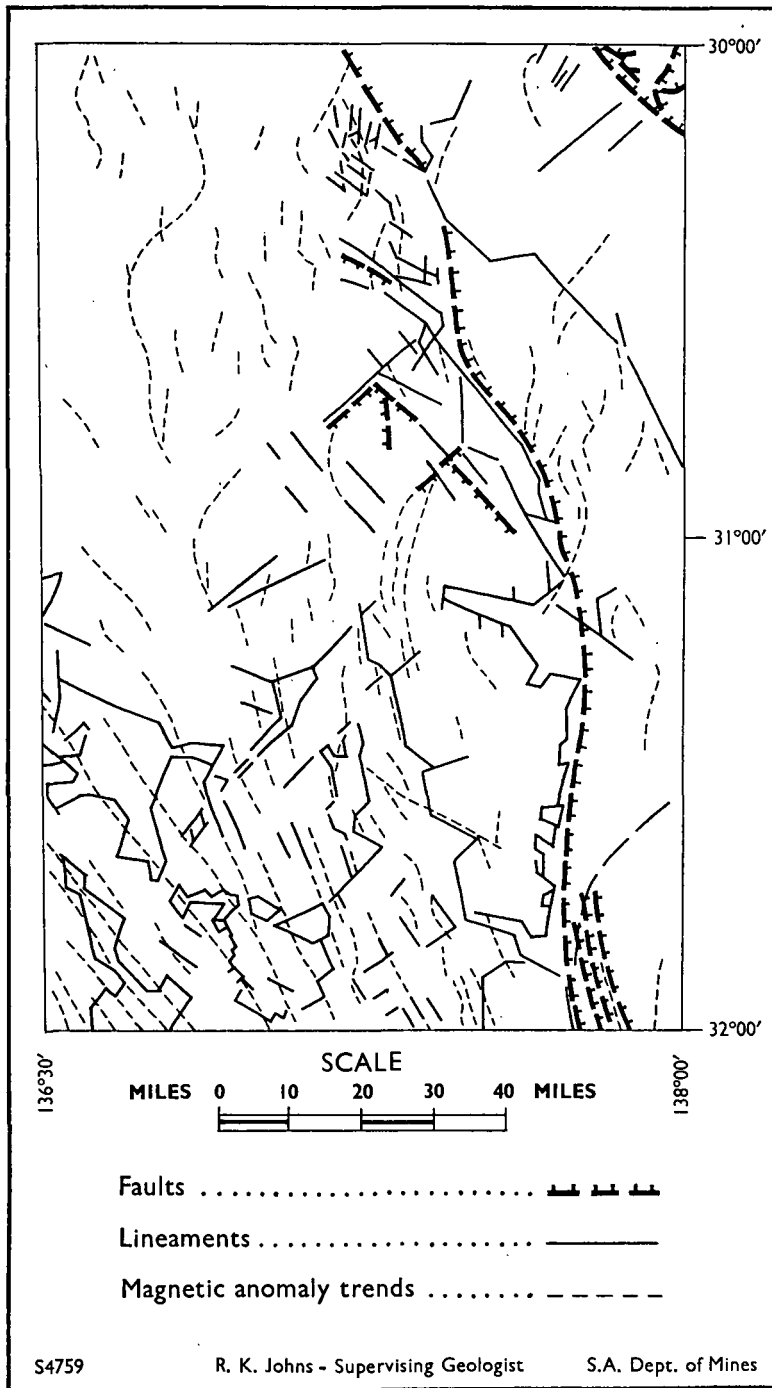 30°00'
31°00'
32°00'
136°30'
138°00'
SCALE
MILES 0 10 20 30 40 MILES
Faults
Lineaments
Magnetic anomaly trends
S4759 R. K. Johns - Supervising Geologist S.A. Dept. of Mines